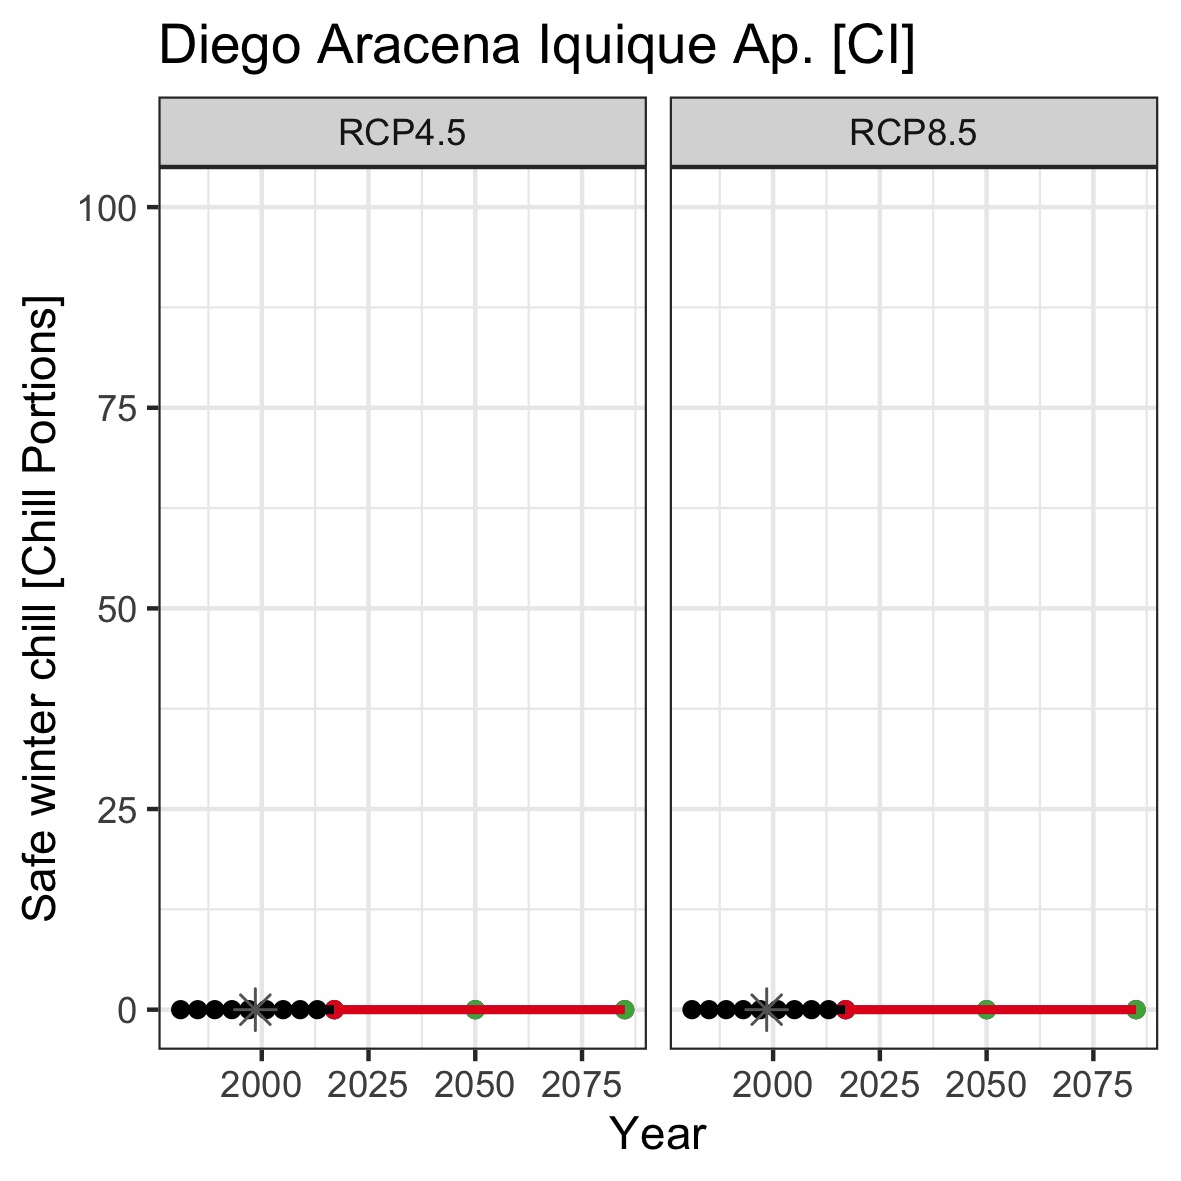 Diego Aracena Iquique Ap. [CI]
RCP4.5
RCP8.5
Safe winter chill [Chill Portions]
100
75
50
25
0
2000 2025 2050 2075
2000 2025 2050 2075
Year